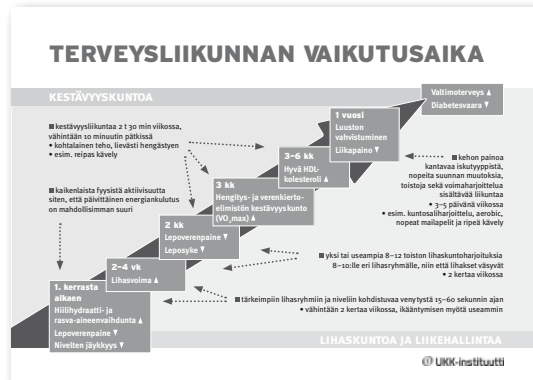 TERVEYSLIIKUNNAN VAIKUTUSAIKA
KESTÄVYYSKUNTOA
Valtimoterveys ▲
Diabetesvaara ▼
1 vuosi
Luuston
vahvistuminen
Liikapaino ▼
■ kestävyysliikuntaa 2 t 30 min viikossa,
vähintään 10 minuutin pätkissä
• kohtalainen teho, lievästi hengästyen
• esim. reipas kävely
3–6 kk
Hyvä HDL-
kolesteroli ▲
■ kehon painoa
kantavaa iskutyyppistä,
nopeita suunnan muutoksia,
toistoja sekä voimaharjoittelua
sisältävää liikuntaa
• 3–5 päivänä viikossa
• esim. kuntosaliharjoittelu, aerobic,
nopeat mailapelit ja ripeä kävely
■ kaikenlaista fyysistä aktiivisuutta
siten, että päivittäinen energiankulutus
on mahdollisimman suuri
3 kk
Hengitys- ja verenkierto-
elimistön kestävyyskunto
(VO₂max) ▲
2 kk
Lepoverenpaine ▼
Leposyke ▼
■ yksi tai useampia 8–12 toiston lihaskuntoharjoituksia
8–10:lle eri lihasryhmälle, niin että lihakset väsyvät
• 2 kertaa viikossa
2–4 vk
Lihasvoima ▲
1. kerrasta
alkaen
Hiilihydraatti- ja
rasva-aineenvaihdunta ▲
Lepoverenpaine ▼
Nivelten jäykkyys ▼
■ tärkeimpiin lihasryhmiin ja niveliin kohdistuvaa venytystä 15–60 sekunnin ajan
• vähintään 2 kertaa viikossa, ikääntymisen myötä useammin
LIHASKUNTOA JA LIIKEHALLINTAA
UKK-instituutti